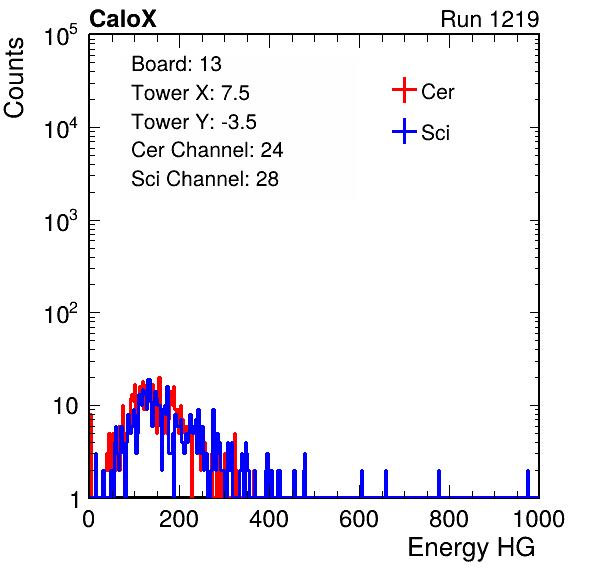 CaloX Run 1219
Counts
10^5
10^4
10^3
10^2
10
1
Board: 13
Tower X: 7.5
Tower Y: -3.5
Cer Channel: 24
Sci Channel: 28
Cer
Sci
0 200 400 600 800 1000
Energy HG